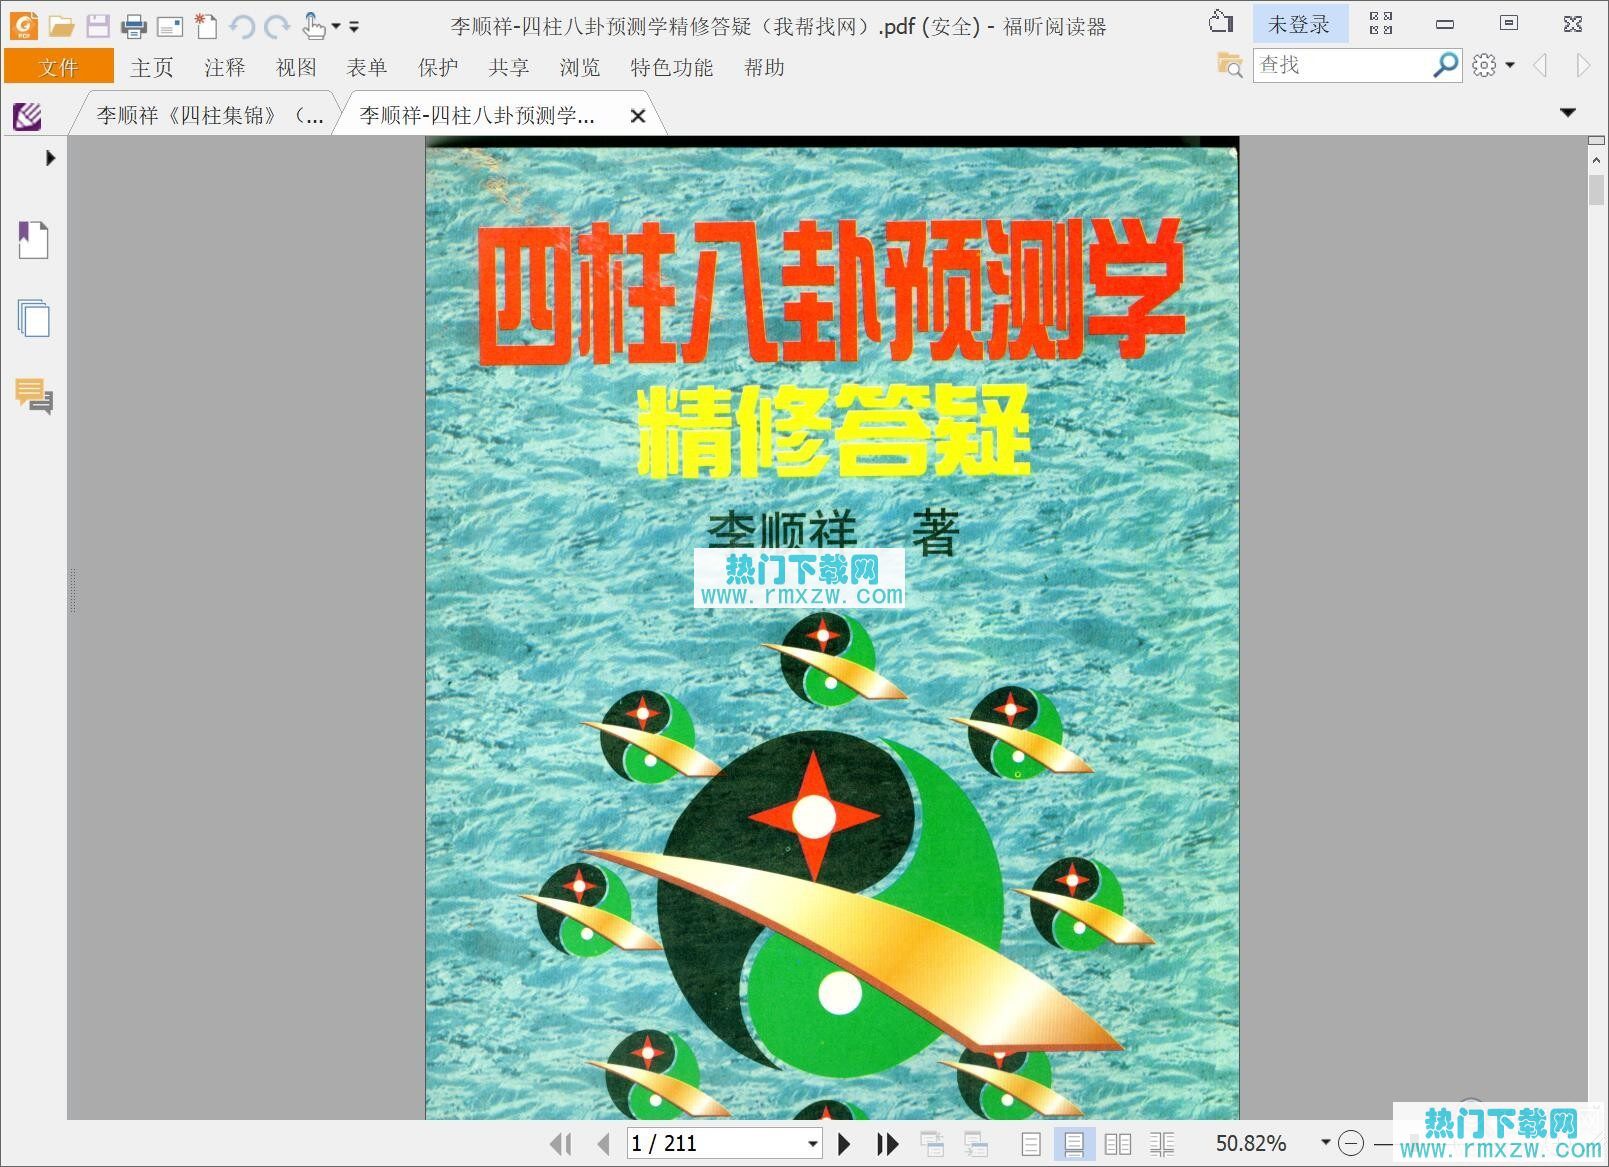 李顺祥-四柱八卦预测学精修答疑（我帮找网）.pdf (安全) - 福昕阅读器
未登录
文件 主页 注释 视图 表单 保护 共享 浏览 特色功能 帮助
查找
李顺祥《四柱集锦》（...
李顺祥-四柱八卦预测学...
四柱八卦预测学
精修答疑
李顺祥 著
热门下载网
www.rmxzw.com
1 / 211
50.82%
热门下载网
www.rmxzw.com